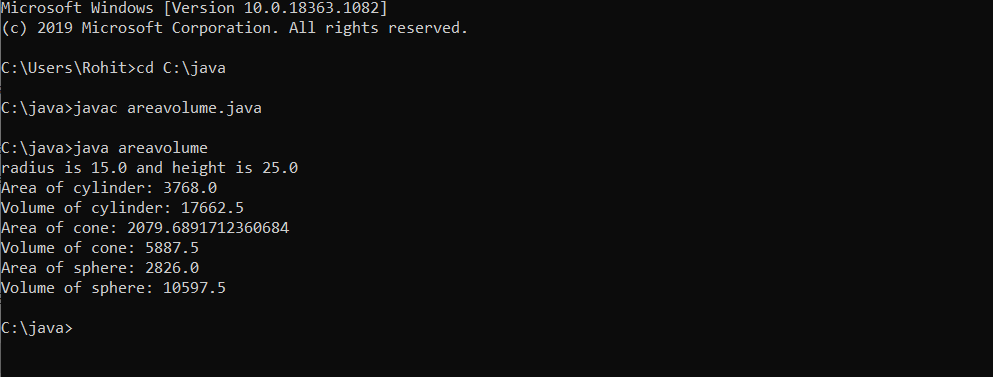 Microsoft Windows [Version 10.0.18363.1082]
(c) 2019 Microsoft Corporation. All rights reserved.
C:\Users\Rohit>cd C:\java
C:\java>javac areavolume.java
C:\java>java areavolume
radius is 15.0 and height is 25.0
Area of cylinder: 3768.0
Volume of cylinder: 17662.5
Area of cone: 2079.6891712360684
Volume of cone: 5887.5
Area of sphere: 2826.0
Volume of sphere: 10597.5
C:\java>